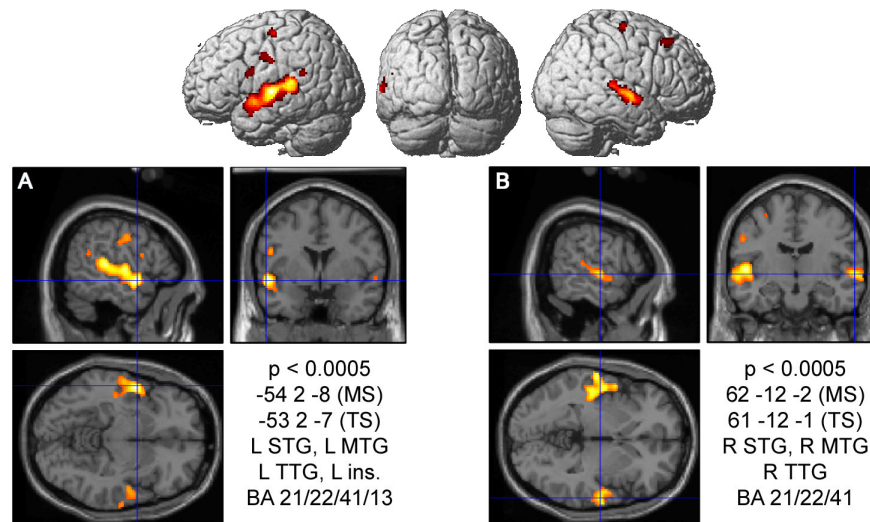 A
p < 0.0005
-54 2 -8 (MS)
-53 2 -7 (TS)
L STG, L MTG
L TTG, L ins.
BA 21/22/41/13
B
p < 0.0005
62 -12 -2 (MS)
61 -12 -1 (TS)
R STG, R MTG
R TTG
BA 21/22/41